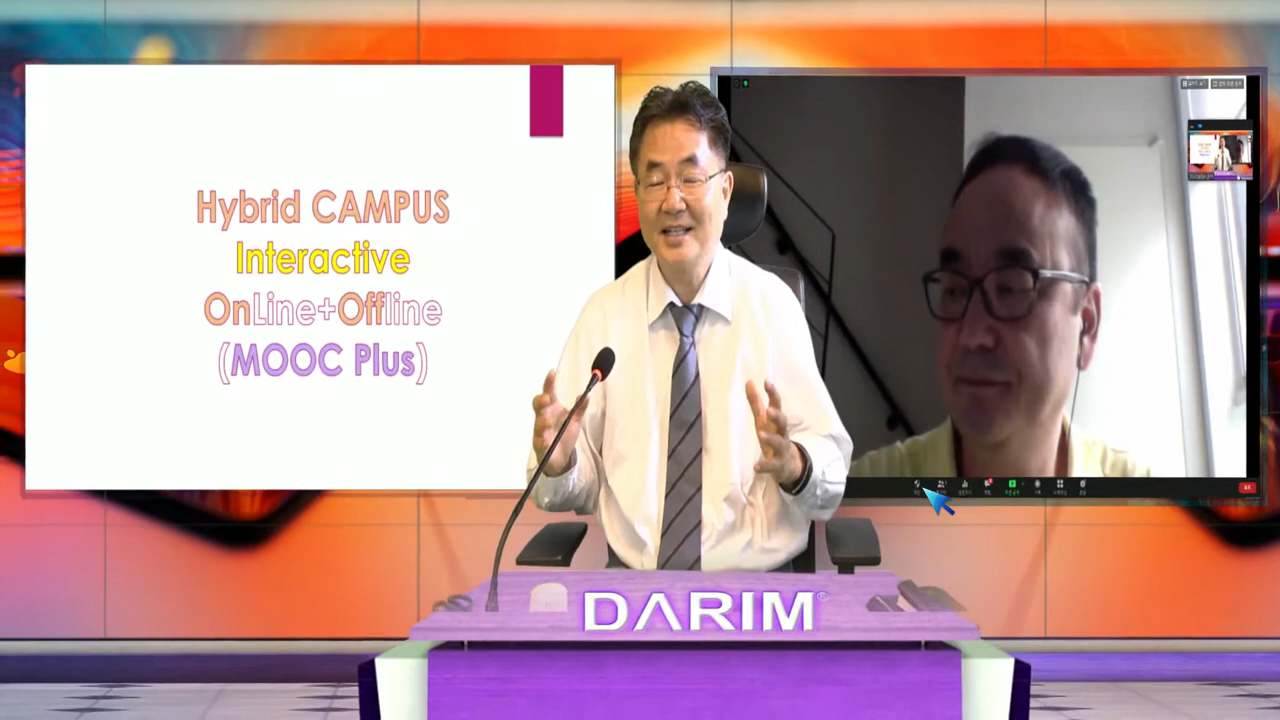 Hybrid CAMPUS
Interactive
OnLine+Offline
(MOOC Plus)
DARIM®